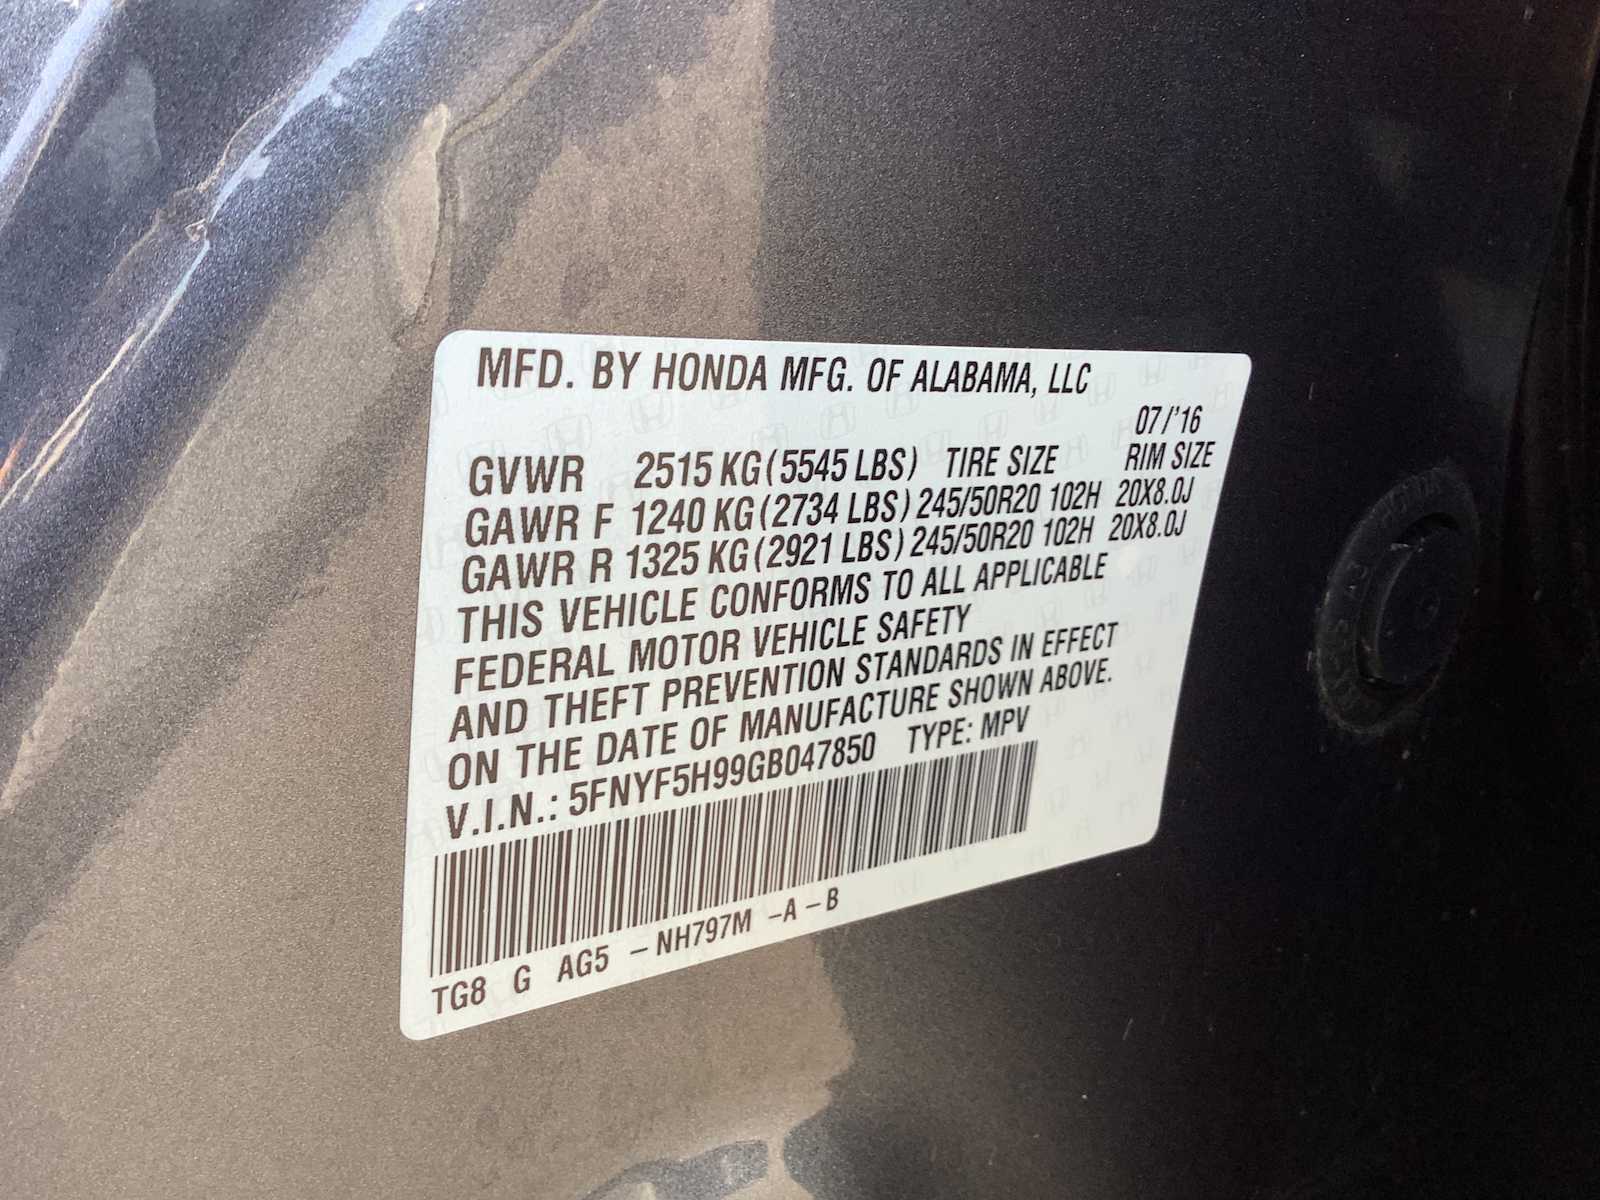 MFD. BY HONDA MFG. OF ALABAMA, LLC
07/'16
GVWR 2515 KG (5545 LBS) TIRE SIZE RIM SIZE
GAWR F 1240 KG (2734 LBS) 245/50R20 102H 20X8.0J
GAWR R 1325 KG (2921 LBS) 245/50R20 102H 20X8.0J
THIS VEHICLE CONFORMS TO ALL APPLICABLE
FEDERAL MOTOR VEHICLE SAFETY
AND THEFT PREVENTION STANDARDS IN EFFECT
ON THE DATE OF MANUFACTURE SHOWN ABOVE.
V.I.N.: 5FNYF5H99GB047850 TYPE: MPV
TG8 G AG5 - NH797M - A - B